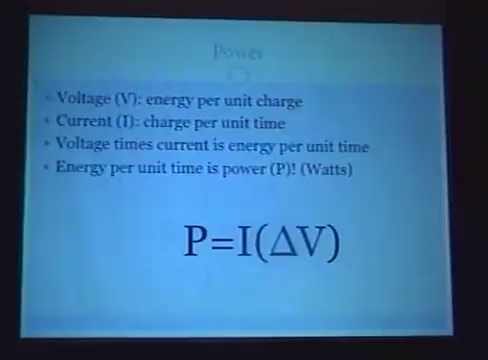 Power
Voltage (V): energy per unit charge
Current (I): charge per unit time
Voltage times current is energy per unit time
Energy per unit time is power (P)! (Watts)
P=I(ΔV)